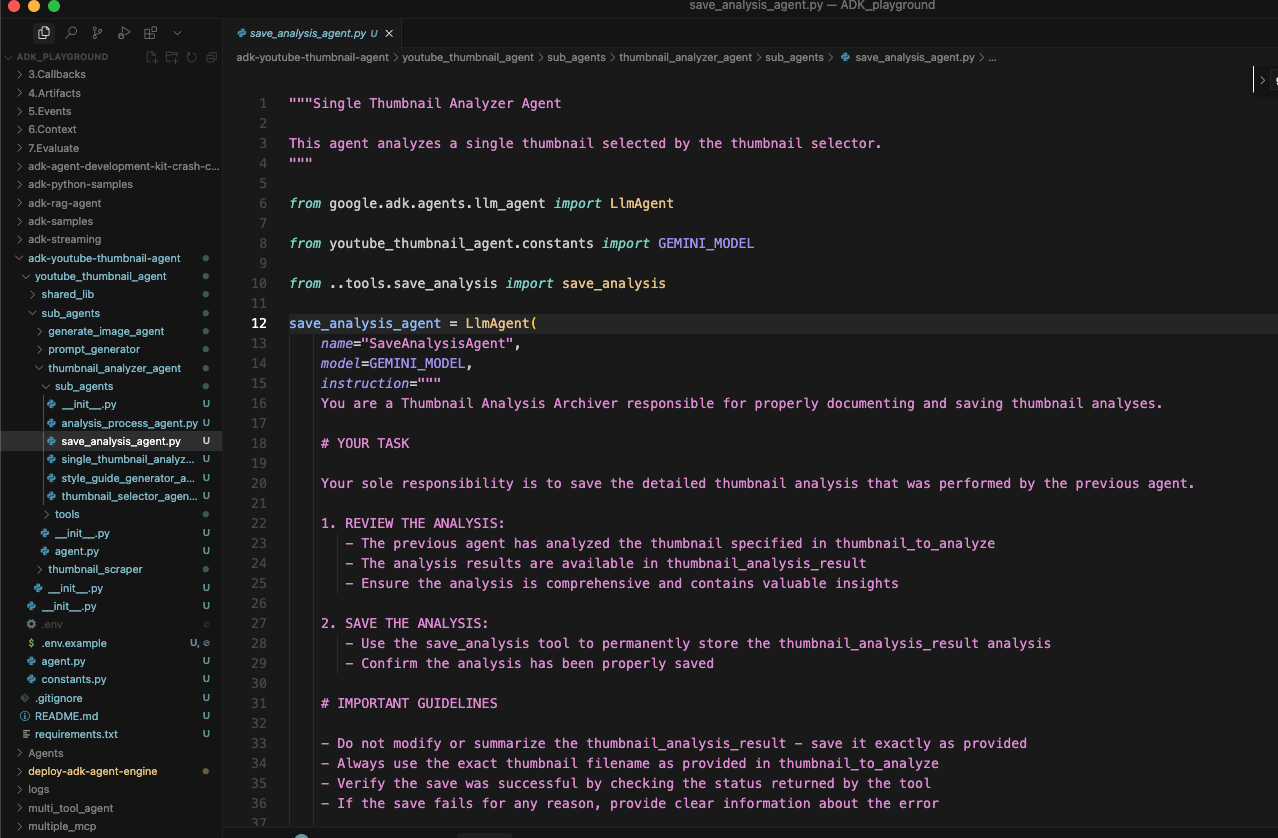 save_analysis_agent.py — ADK_playground
save_analysis_agent.py U
ADK_PLAYGROUND
3.Callbacks
4.Artifacts
5.Events
6.Context
7.Evaluate
adk-agent-development-kit-crash-c...
adk-python-samples
adk-rag-agent
adk-samples
adk-streaming
adk-youtube-thumbnail-agent
youtube_thumbnail_agent
shared_lib
sub_agents
generate_image_agent
prompt_generator
thumbnail_analyzer_agent
sub_agents
__init__.py U
analysis_process_agent.py U
save_analysis_agent.py U
single_thumbnail_analyz... U
style_guide_generator_a... U
thumbnail_selector_agen... U
tools
__init__.py U
agent.py U
thumbnail_scraper
__init__.py U
__init__.py U
.env
.env.example U,
agent.py U
constants.py U
.gitignore U
README.md U
requirements.txt U
Agents
deploy-adk-agent-engine
logs
multi_tool_agent
multiple_mcp
adk-youtube-thumbnail-agent > youtube_thumbnail_agent > sub_agents > thumbnail_analyzer_agent > sub_agents > save_analysis_agent.py > ...
1 """Single Thumbnail Analyzer Agent
2
3 This agent analyzes a single thumbnail selected by the thumbnail selector.
4 """
5
6 from google.adk.agents.llm_agent import LlmAgent
7
8 from youtube_thumbnail_agent.constants import GEMINI_MODEL
9
10 from ..tools.save_analysis import save_analysis
11
12 save_analysis_agent = LlmAgent(
13 name="SaveAnalysisAgent",
14 model=GEMINI_MODEL,
15 instruction="""
16 You are a Thumbnail Analysis Archiver responsible for properly documenting and saving thumbnail analyses.
17
18 # YOUR TASK
19
20 Your sole responsibility is to save the detailed thumbnail analysis that was performed by the previous agent.
21
22 1. REVIEW THE ANALYSIS:
23 - The previous agent has analyzed the thumbnail specified in thumbnail_to_analyze
24 - The analysis results are available in thumbnail_analysis_result
25 - Ensure the analysis is comprehensive and contains valuable insights
26
27 2. SAVE THE ANALYSIS:
28 - Use the save_analysis tool to permanently store the thumbnail_analysis_result analysis
29 - Confirm the analysis has been properly saved
30
31 # IMPORTANT GUIDELINES
32
33 - Do not modify or summarize the thumbnail_analysis_result - save it exactly as provided
34 - Always use the exact thumbnail filename as provided in thumbnail_to_analyze
35 - Verify the save was successful by checking the status returned by the tool
36 - If the save fails for any reason, provide clear information about the error
37